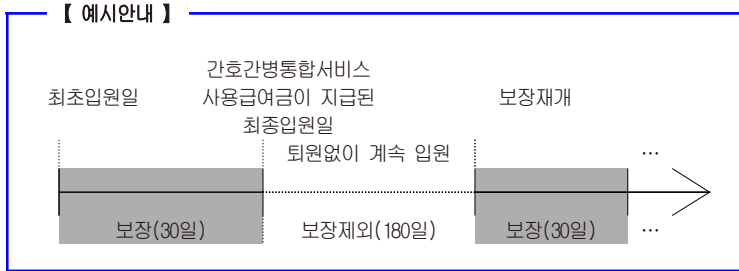 【 예시안내 】
간호간병통합서비스
최초입원일 사용급여금이 지급된 보장재개
최종입원일
퇴원없이 계속 입원 …
보장(30일) 보장제외(180일) 보장(30일) …